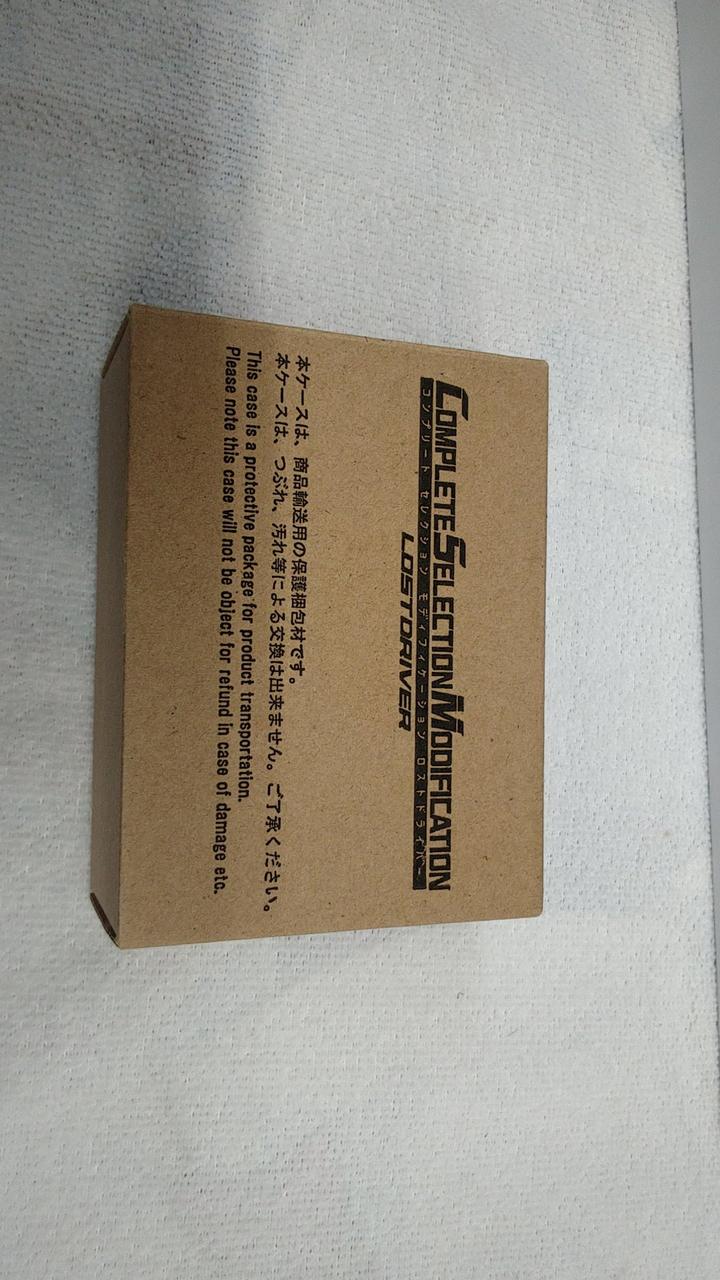 COMPLETE SELECTION MODIFICATION
コンプリート セレクション モディフィケーション ロストドライバー
LOSTDRIVER
本ケースは、商品輸送用の保護梱包材です。
本ケースは、つぶれ、汚れ等による交換は出来ません。ご了承ください。
This case is a protective package for product transportation.
Please note this case will not be object for refund in case of damage etc.